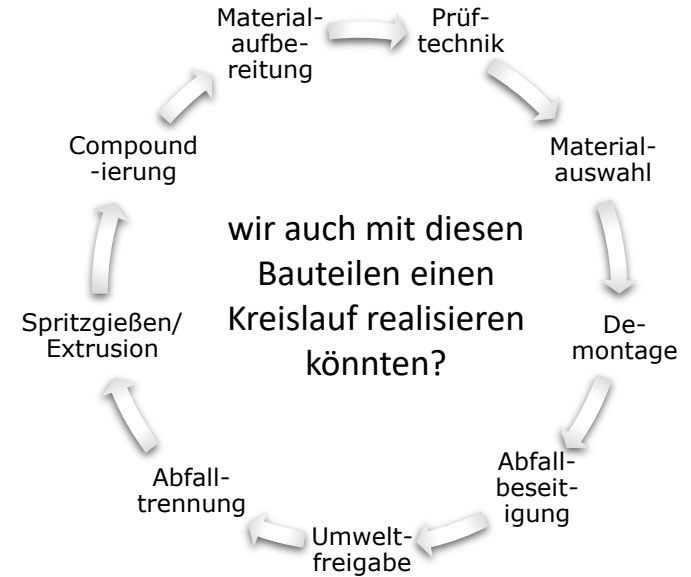 Material-
aufbe-
reitung
Prüf-
technik
Material-
auswahl
De-
montage
Abfall-
beseit-
igung
Umwelt-
freigabe
Abfall-
trennung
Spritzgießen/
Extrusion
Compound
-ierung
wir auch mit diesen
Bauteilen einen
Kreislauf realisieren
könnten?